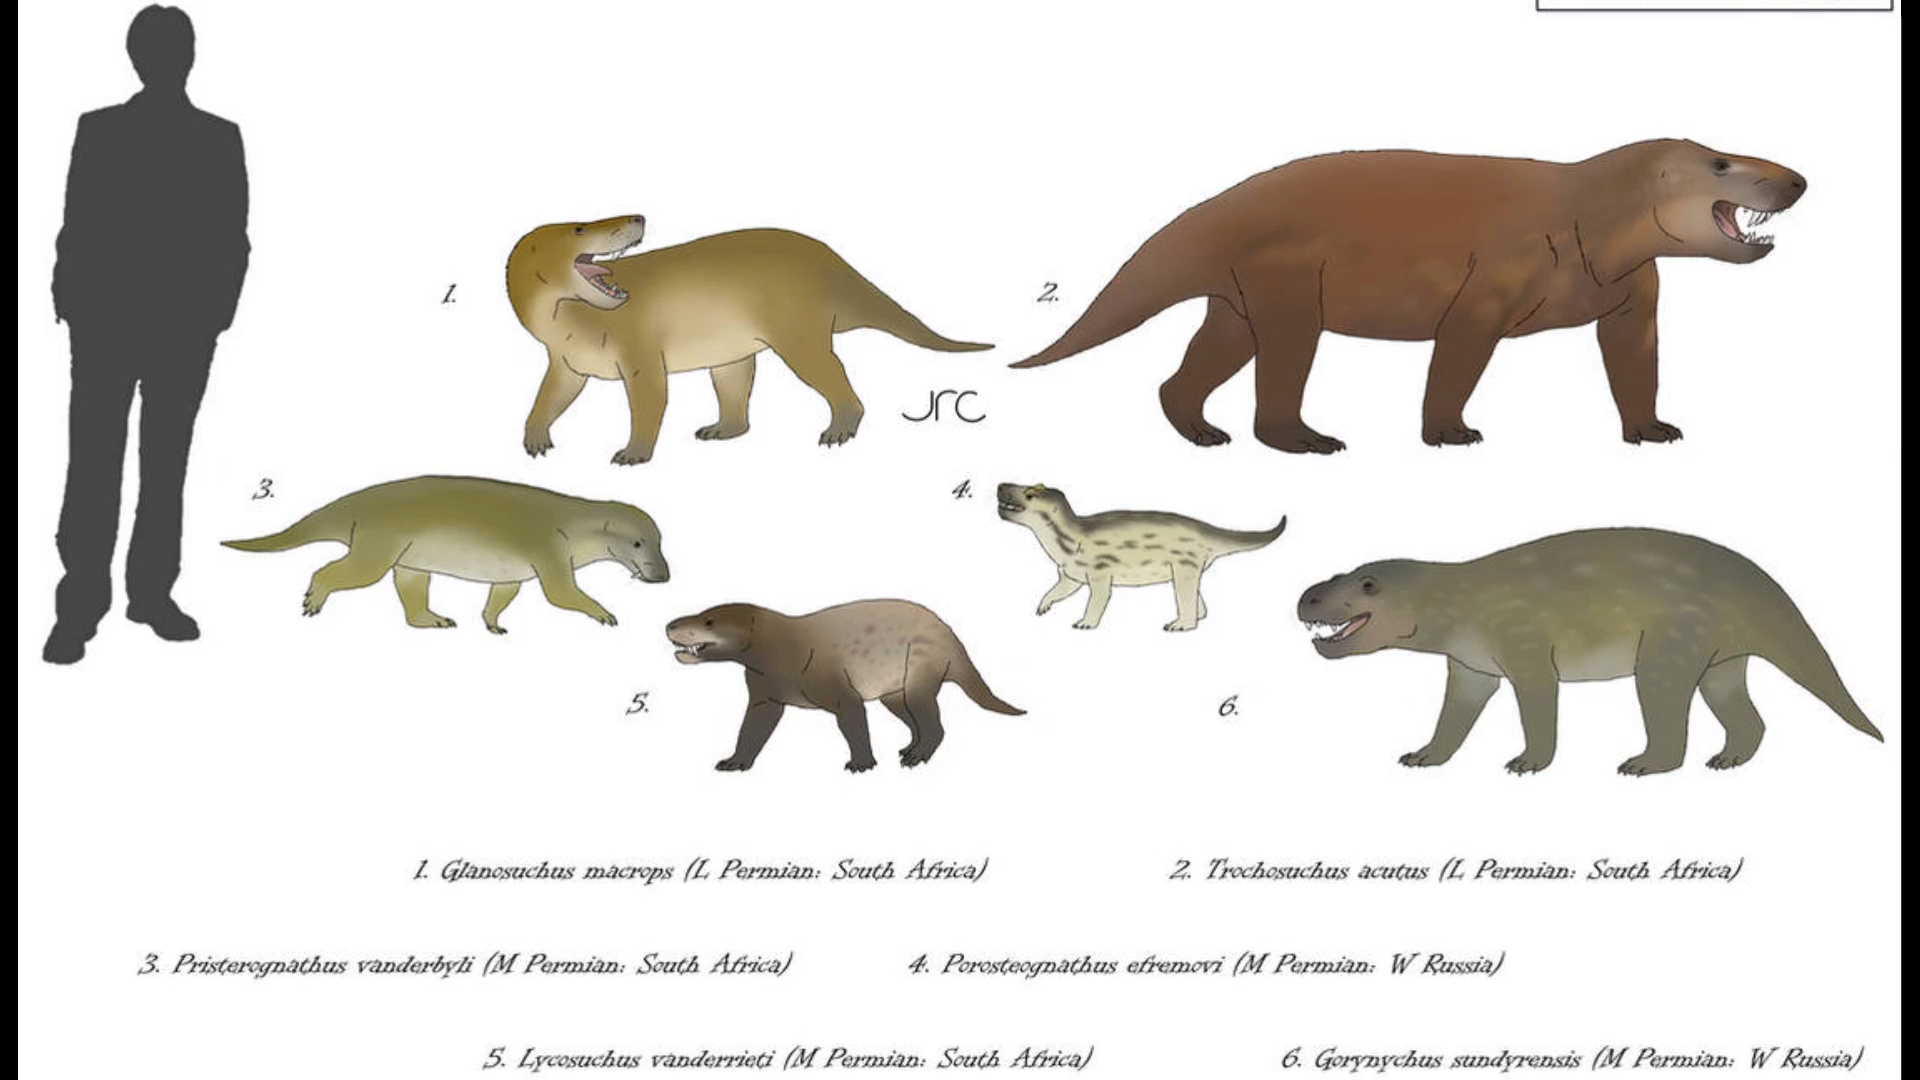 1.
2.
jrc
3.
4.
5.
6.
1. Glanosuchus macrops (L Permian: South Africa)
2. Trochosuchus acutus (L Permian: South Africa)
3. Pristerognathus vanderbyli (M Permian: South Africa)
4. Porosteognathus efremovi (M Permian: W Russia)
5. Lycosuchus vanderrieti (M Permian: South Africa)
6. Gorynychus sundyrensis (M Permian: W Russia)